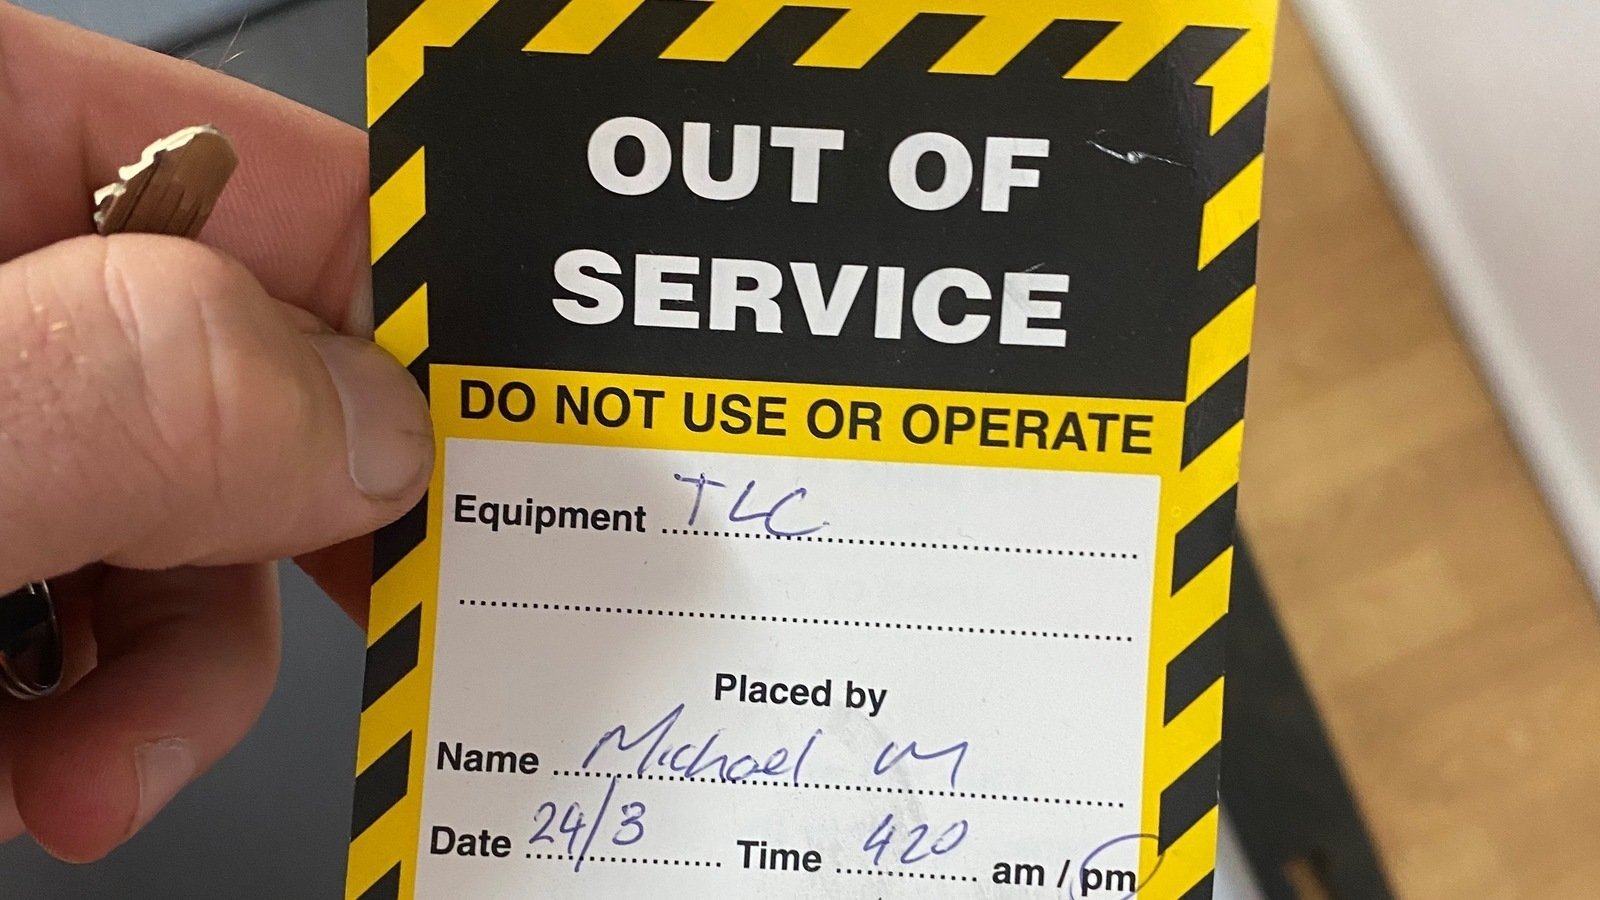 OUT OF
SERVICE
DO NOT USE OR OPERATE
Equipment TLC
Placed by
Name Michael M
Date 24/3 Time 420 am / pm